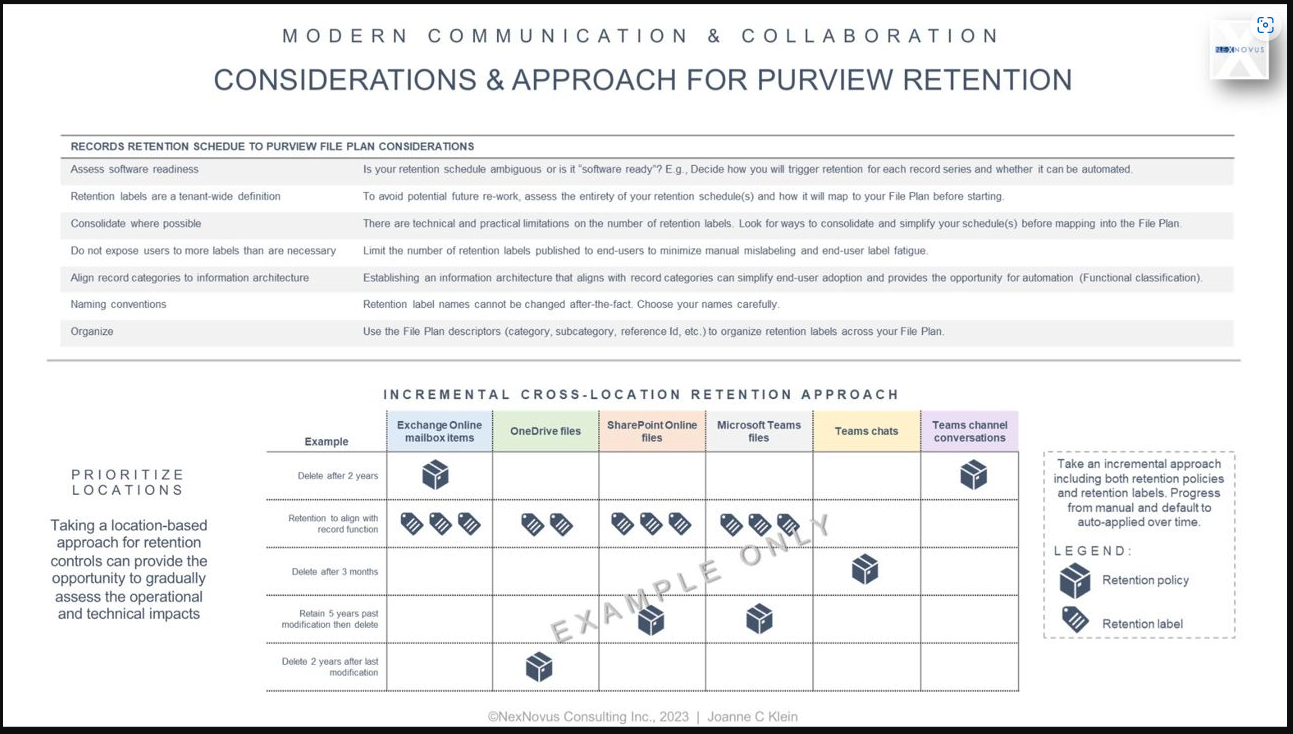 MODERN COMMUNICATION & COLLABORATION
CONSIDERATIONS & APPROACH FOR PURVIEW RETENTION
NEXNOVUS
RECORDS RETENTION SCHEDUE TO PURVIEW FILE PLAN CONSIDERATIONS
Assess software readiness Is your retention schedule ambiguous or is it "software ready"? E.g., Decide how you will trigger retention for each record series and whether it can be automated.
Retention labels are a tenant-wide definition To avoid potential future re-work, assess the entirety of your retention schedule(s) and how it will map to your File Plan before starting.
Consolidate where possible There are technical and practical limitations on the number of retention labels. Look for ways to consolidate and simplify your schedule(s) before mapping into the File Plan.
Do not expose users to more labels than are necessary Limit the number of retention labels published to end-users to minimize manual mislabeling and end-user label fatigue.
Align record categories to information architecture Establishing an information architecture that aligns with record categories can simplify end-user adoption and provides the opportunity for automation (Functional classification).
Naming conventions Retention label names cannot be changed after-the-fact. Choose your names carefully.
Organize Use the File Plan descriptors (category, subcategory, reference Id, etc.) to organize retention labels across your File Plan.
INCREMENTAL CROSS-LOCATION RETENTION APPROACH
PRIORITIZE
LOCATIONS
Taking a location-based
approach for retention
controls can provide the
opportunity to gradually
assess the operational
and technical impacts
Example
Exchange Online
mailbox items
OneDrive files
SharePoint Online
files
Microsoft Teams
files
Teams chats
Teams channel
conversations
Delete after 2 years
Retention to align with
record function
Delete after 3 months
Retain 5 years past
modification then delete
Delete 2 years after last
modification
EXAMPLE ONLY
Take an incremental approach
including both retention policies
and retention labels. Progress
from manual and default to
auto-applied over time.
LEGEND:
Retention policy
Retention label
©NexNovus Consulting Inc., 2023 | Joanne C Klein